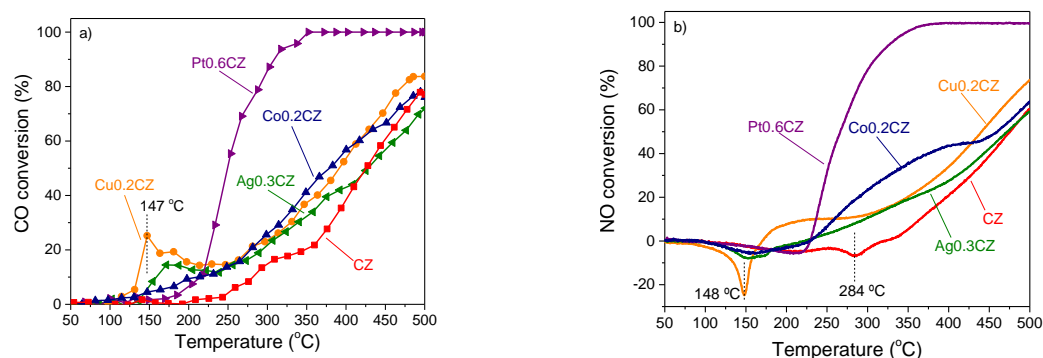 a)
CO conversion (%)
100
80
60
40
20
0
Pt0.6CZ
Co0.2CZ
Cu0.2CZ
147 °C
Ag0.3CZ
CZ
50 100 150 200 250 300 350 400 450 500
Temperature (°C)
b)
NO conversion (%)
100
80
60
40
20
0
-20
Pt0.6CZ
Cu0.2CZ
Co0.2CZ
CZ
Ag0.3CZ
148 ºC
284 ºC
50 100 150 200 250 300 350 400 450 500
Temperature (°C)